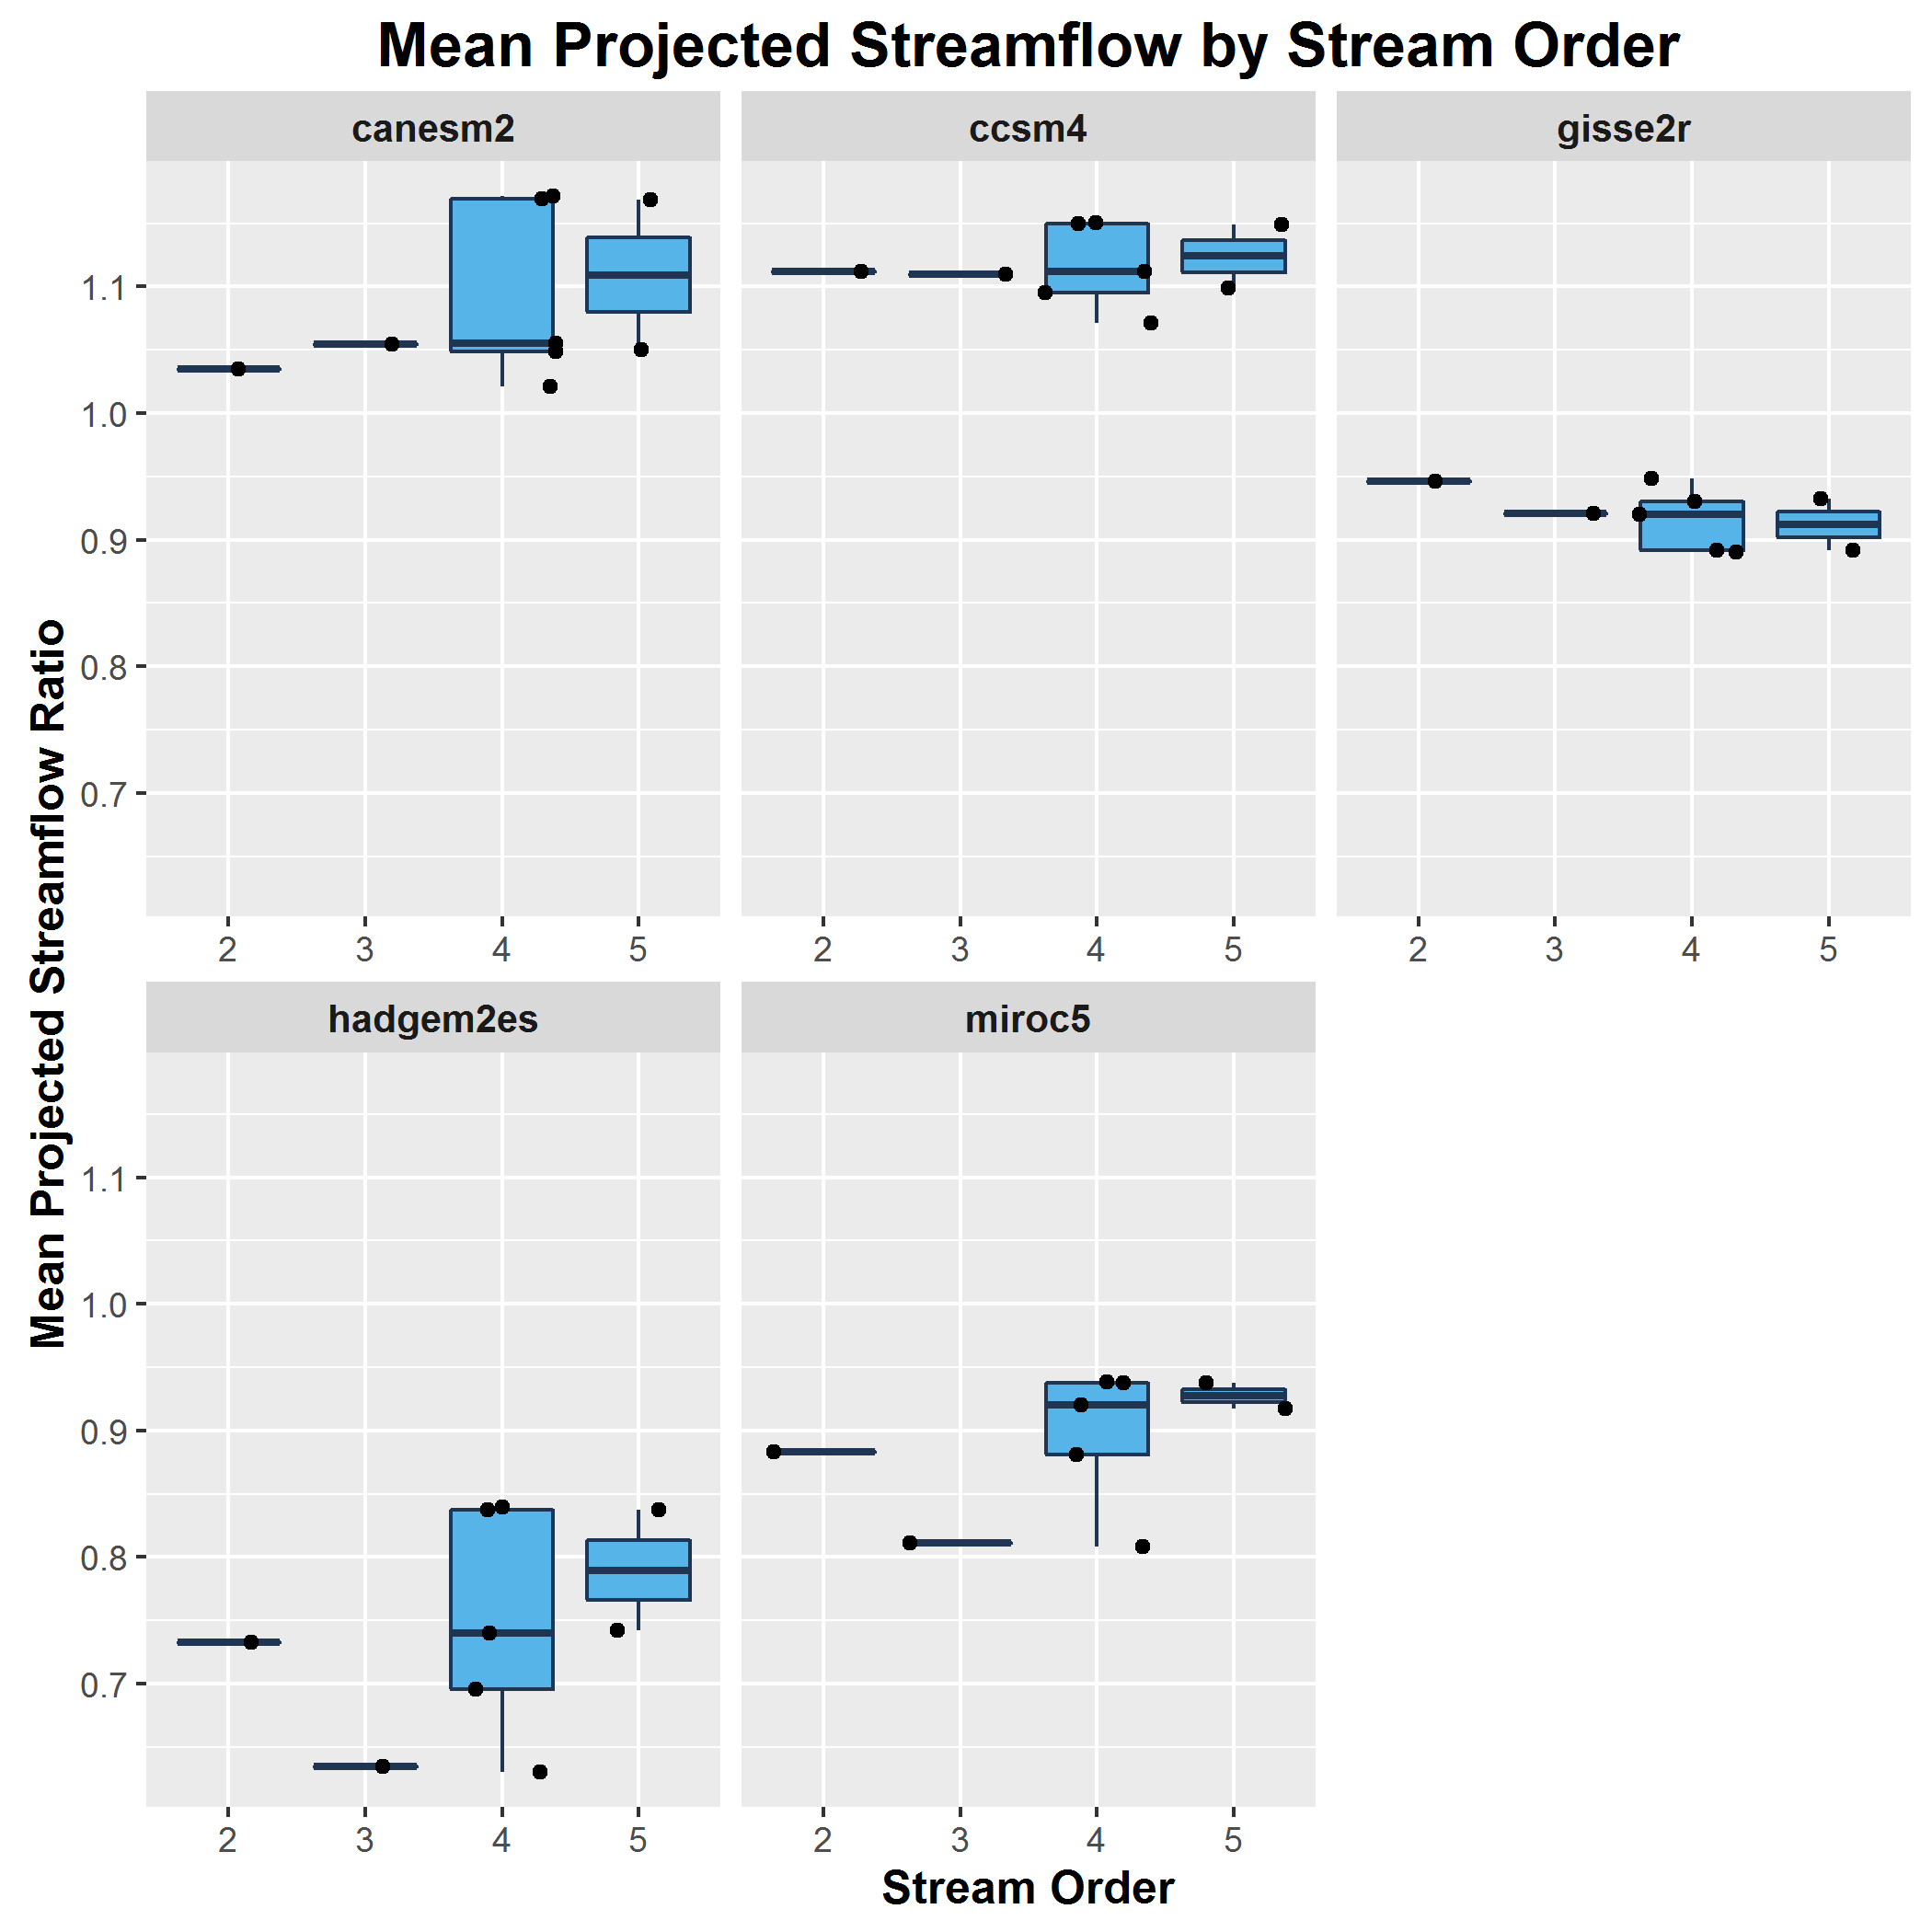 Mean Projected Streamflow by Stream Order
canesm2
ccsm4
gisse2r
1.1
1.0
0.9
0.8
0.7
2 3 4 5
2 3 4 5
2 3 4 5
Mean Projected Streamflow Ratio
hadgem2es
miroc5
1.1
1.0
0.9
0.8
0.7
2 3 4 5
2 3 4 5
Stream Order